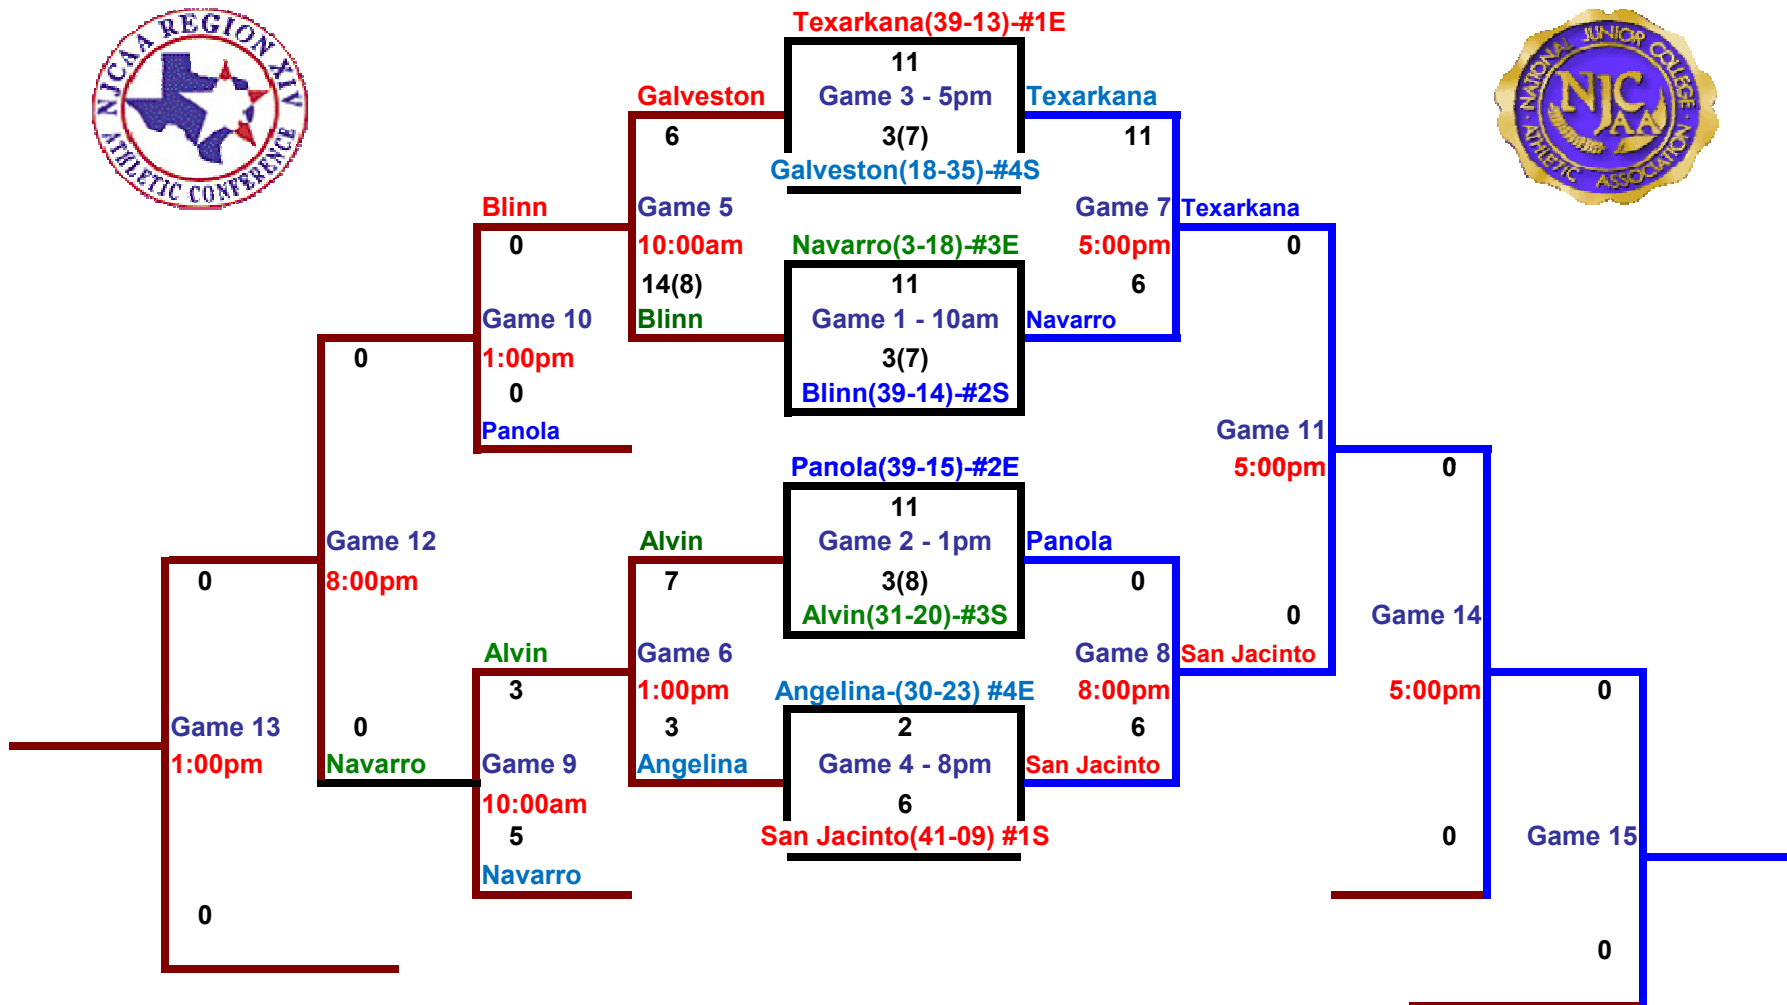 NJCAA REGION XIV
ATHLETIC CONFERENCE
NATIONAL JUNIOR COLLEGE
ATHLETIC ASSOCIATION
NJC
AA
Texarkana(39-13)-#1E
11
Game 3 - 5pm
3(7)
Galveston(18-35)-#4S
Galveston
6
Game 5
10:00am
14(8)
Blinn
Texarkana
11
Game 7
5:00pm
6
Navarro
Navarro(3-18)-#3E
11
Game 1 - 10am
3(7)
Blinn(39-14)-#2S
Blinn
0
Game 10
1:00pm
0
Panola
Texarkana
0
Game 11
5:00pm
0
San Jacinto
Panola(39-15)-#2E
11
Game 2 - 1pm
3(8)
Alvin(31-20)-#3S
Alvin
7
Game 6
1:00pm
3
Angelina
Panola
0
Game 8
8:00pm
6
San Jacinto
Angelina-(30-23) #4E
2
Game 4 - 8pm
6
San Jacinto(41-09) #1S
Alvin
3
Game 9
10:00am
5
Navarro
0
Game 12
8:00pm
0
Navarro
0
Game 13
1:00pm
0
0
Game 14
5:00pm
0
0
Game 15
0